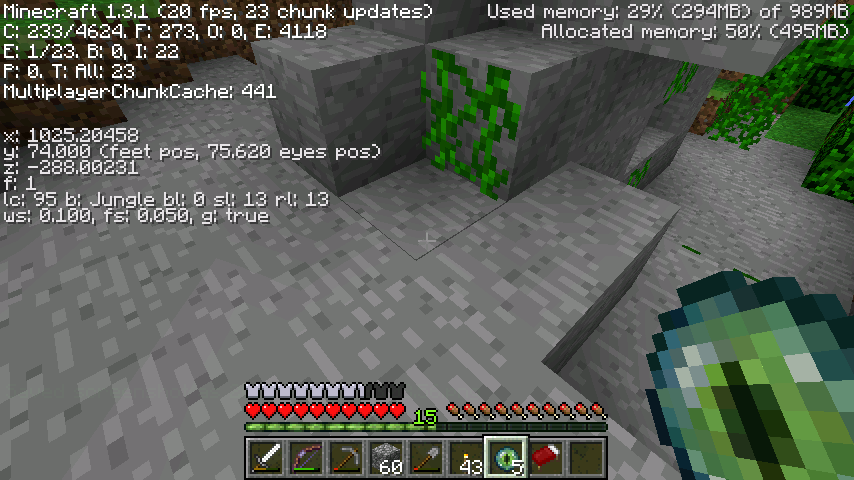 Minecraft 1.3.1 (20 fps, 23 chunk updates)
C: 233/4624. F: 273, O: 0, E: 4118
E: 1/23. B: 0, I: 22
P: 0. T: All: 23
MultiplayerChunkCache: 441
x: 1025.20458
y: 74.000 (feet pos, 75.620 eyes pos)
z: -288.00231
f: 1
lc: 95 b: Jungle bl: 0 sl: 13 rl: 13
ws: 0.100, fs: 0.050, g: true
Used memory: 29% (294MB) of 989MB
Allocated memory: 50% (495MB)
15
60
43
5